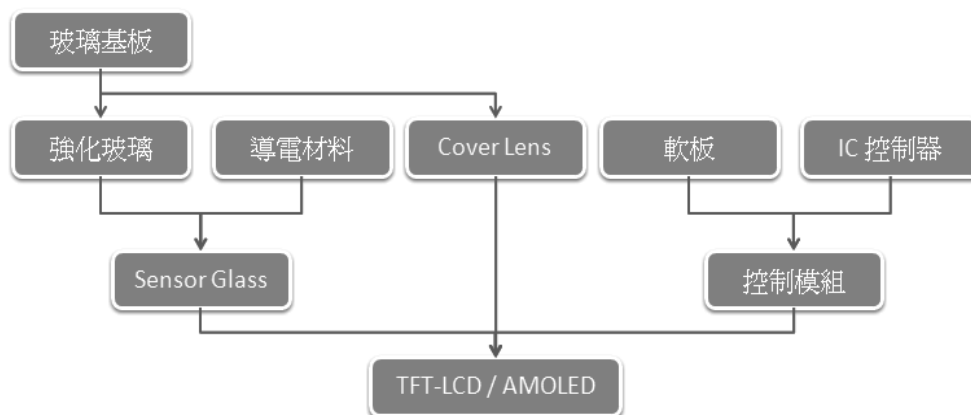 玻璃基板
強化玻璃
導電材料
Cover Lens
軟板
IC 控制器
Sensor Glass
控制模組
TFT-LCD / AMOLED